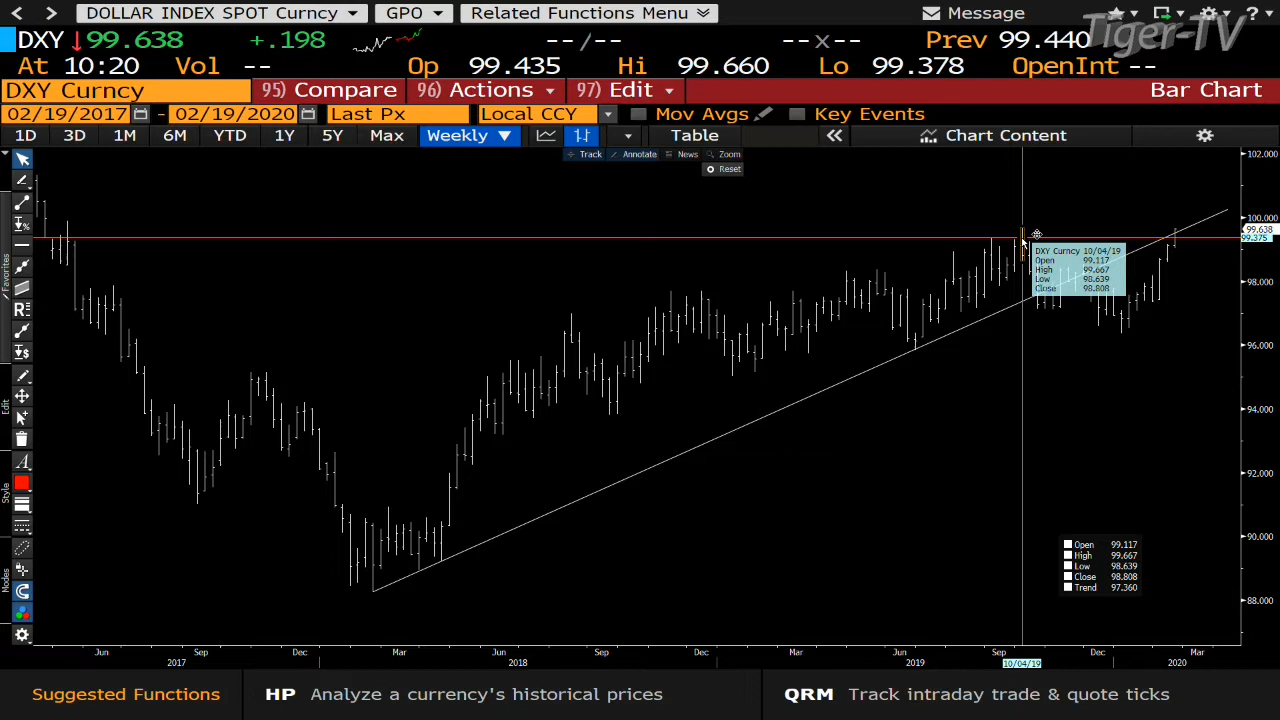 DOLLAR INDEX SPOT Curncy GPO Related Functions Menu Message ?
Tiger-TV
DXY 99.638 +.198 --/-- --x-- Prev 99.440
At 10:20 Vol -- Op 99.435 Hi 99.660 Lo 99.378 OpenInt --
DXY Curncy 95) Compare 96) Actions 97) Edit Bar Chart
02/19/2017 - 02/19/2020 Last Px Local CCY Mov Avgs Key Events
1D 3D 1M 6M YTD 1Y 5Y Max Weekly Table Chart Content
Track Annotate News Zoom
Reset
102.000
100.000
99.638
99.375
98.000
96.000
94.000
92.000
90.000
88.000
DXY Curncy 10/04/19
Open 99.117
High 99.667
Low 98.639
Close 98.808
Open 99.117
High 99.667
Low 98.639
Close 98.808
Trend 97.360
Favorites
Edit
Style
Modes
Jun Sep Dec Mar Jun Sep Dec Mar Jun Sep Dec Mar
2017 2018 2019 10/04/19 2020
Suggested Functions HP Analyze a currency's historical prices QRM Track intraday trade & quote ticks